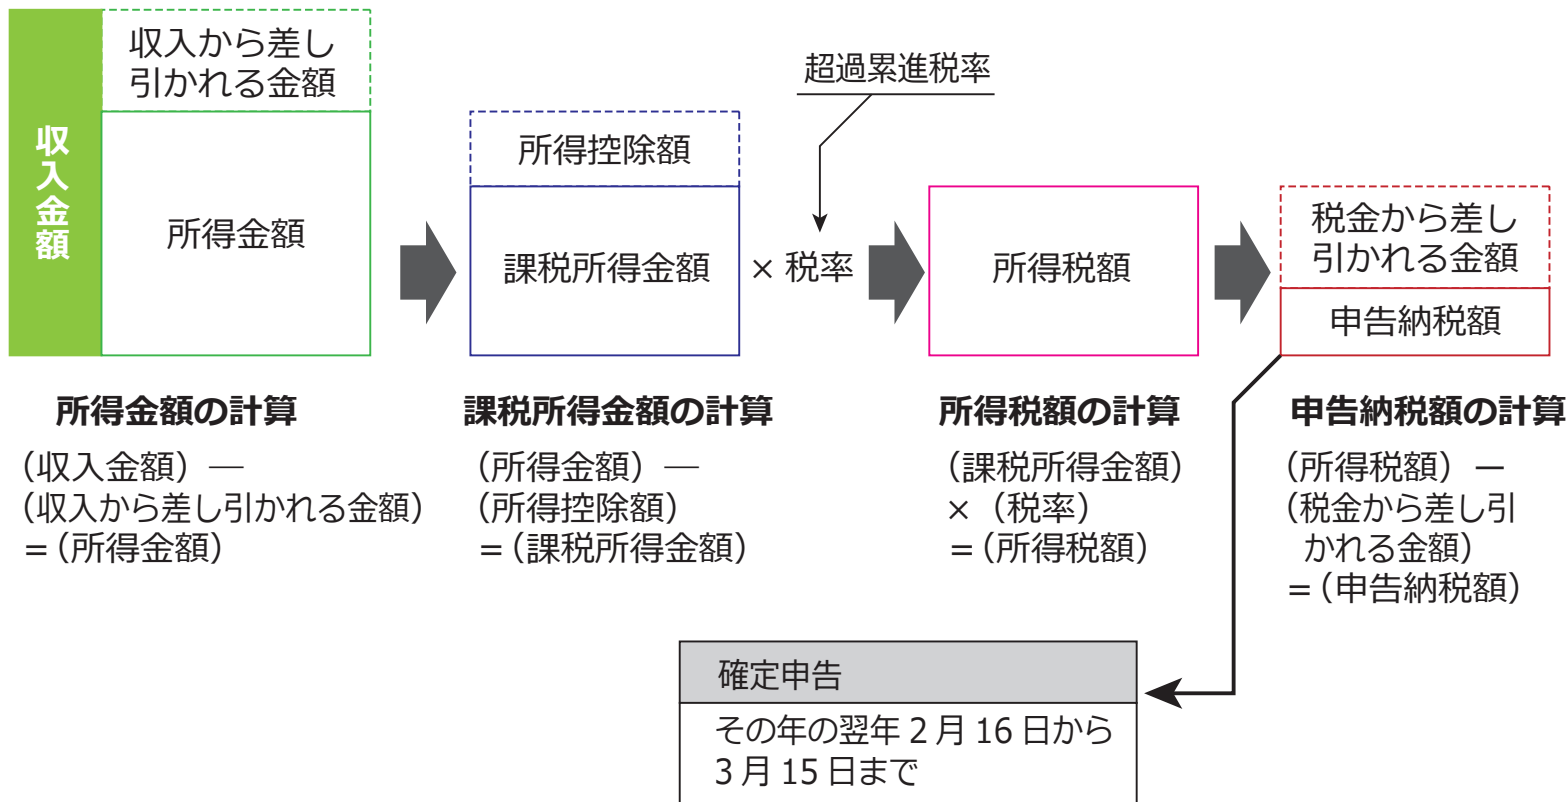 収入金額
収入から差し
引かれる金額
所得金額
所得控除額
課税所得金額
超過累進税率
× 税率
所得税額
税金から差し
引かれる金額
申告納税額
所得金額の計算
（収入金額）―
（収入から差し引かれる金額）
=（所得金額）
課税所得金額の計算
（所得金額）―
（所得控除額）
=（課税所得金額）
所得税額の計算
（課税所得金額）
×（税率）
=（所得税額）
申告納税額の計算
（所得税額）ー
（税金から差し引
かれる金額）
=（申告納税額）
確定申告
その年の翌年 2 月 16 日から
3 月 15 日まで